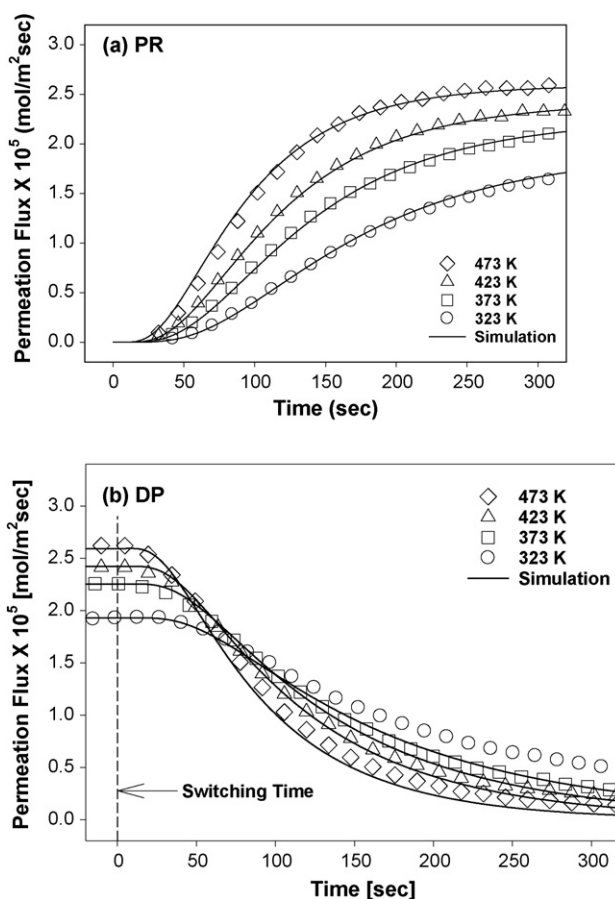 (a) PR
Permeation Flux X 10⁵ (mol/m²sec)
3.0
2.5
2.0
1.5
1.0
0.5
0.0
473 K
423 K
373 K
323 K
Simulation
0 50 100 150 200 250 300
Time (sec)
(b) DP
Permeation Flux X 10⁵ [mol/m²sec]
3.0
2.5
2.0
1.5
1.0
0.5
0.0
473 K
423 K
373 K
323 K
Simulation
Switching Time
0 50 100 150 200 250 300
Time [sec]